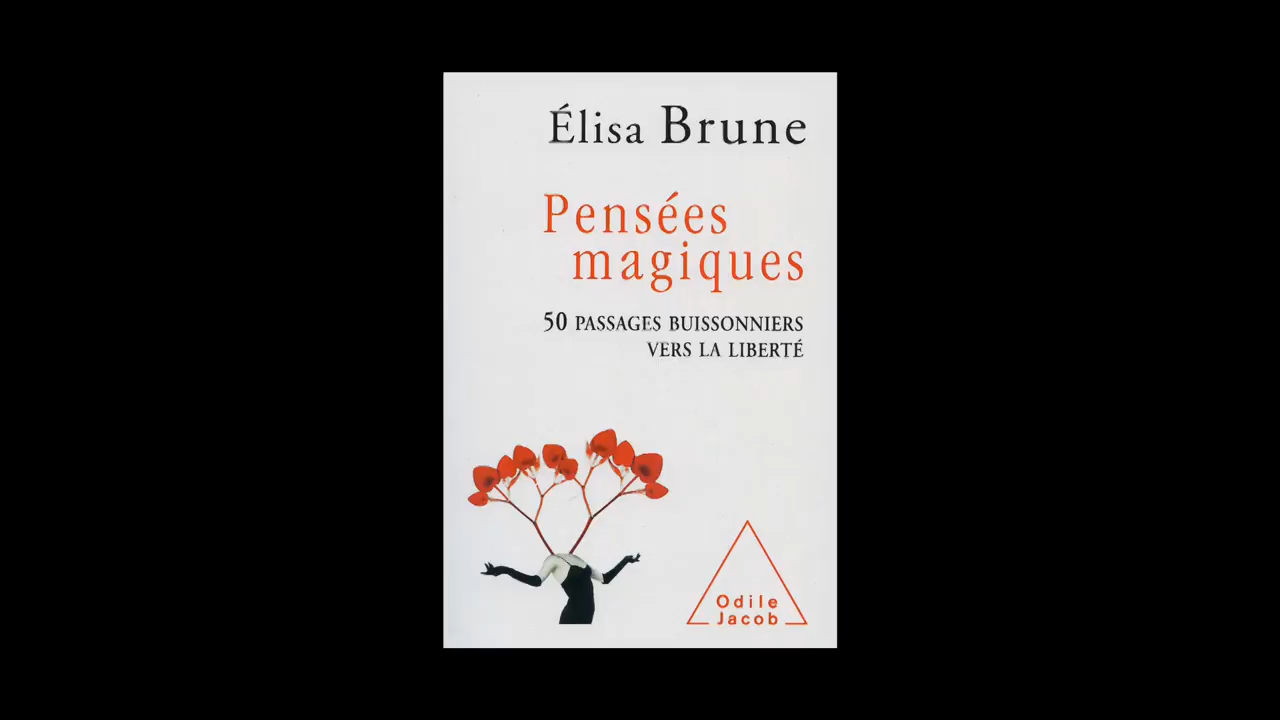 Élisa Brune
Pensées
magiques
50 PASSAGES BUISSONNIERS
VERS LA LIBERTÉ
Odile
Jacob